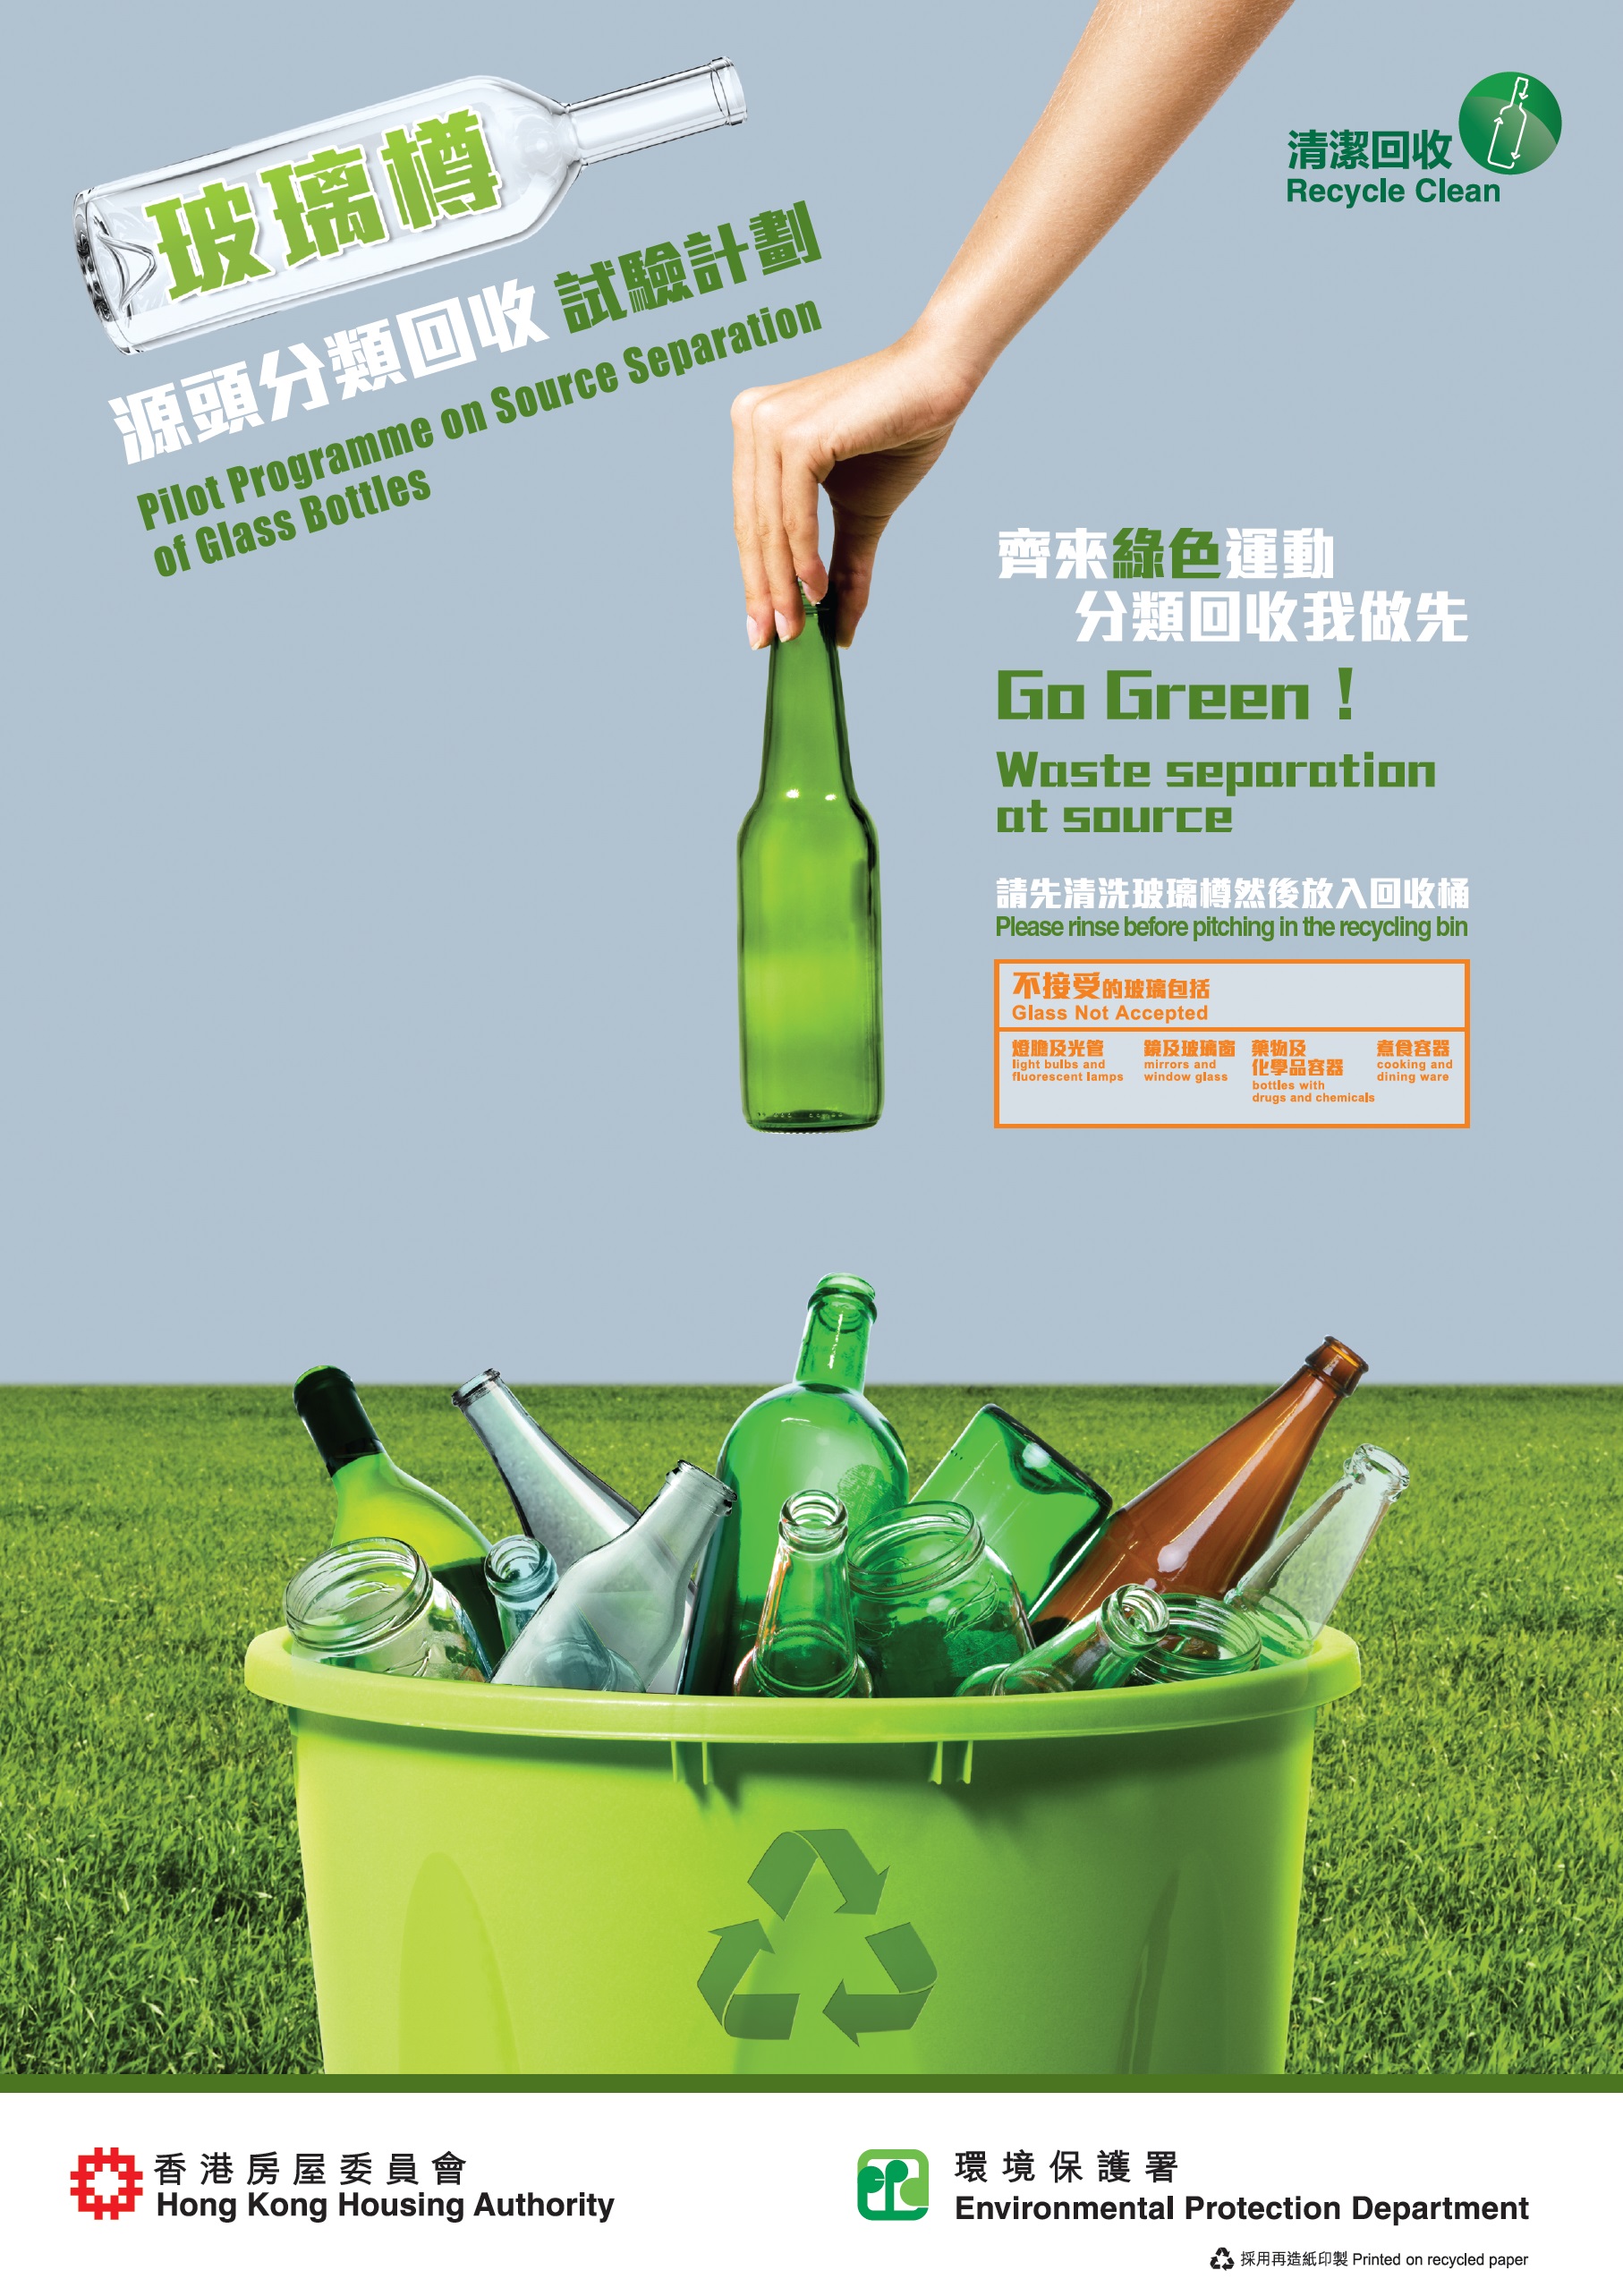 玻璃樽
源頭分類回收 試驗計劃
Pilot Programme on Source Separation
of Glass Bottles
清潔回收
Recycle Clean
齊來綠色運動
分類回收我做先
Go Green !
Waste separation
at source
請先清洗玻璃樽然後放入回收桶
Please rinse before pitching in the recycling bin
不接受的玻璃包括
Glass Not Accepted
燈膽及光管
light bulbs and
fluorescent lamps
鏡及玻璃窗
mirrors and
window glass
藥物及
化學品容器
bottles with
drugs and chemicals
煮食容器
cooking and
dining ware
香港房屋委員會
Hong Kong Housing Authority
環境保護署
Environmental Protection Department
採用再造紙印製 Printed on recycled paper